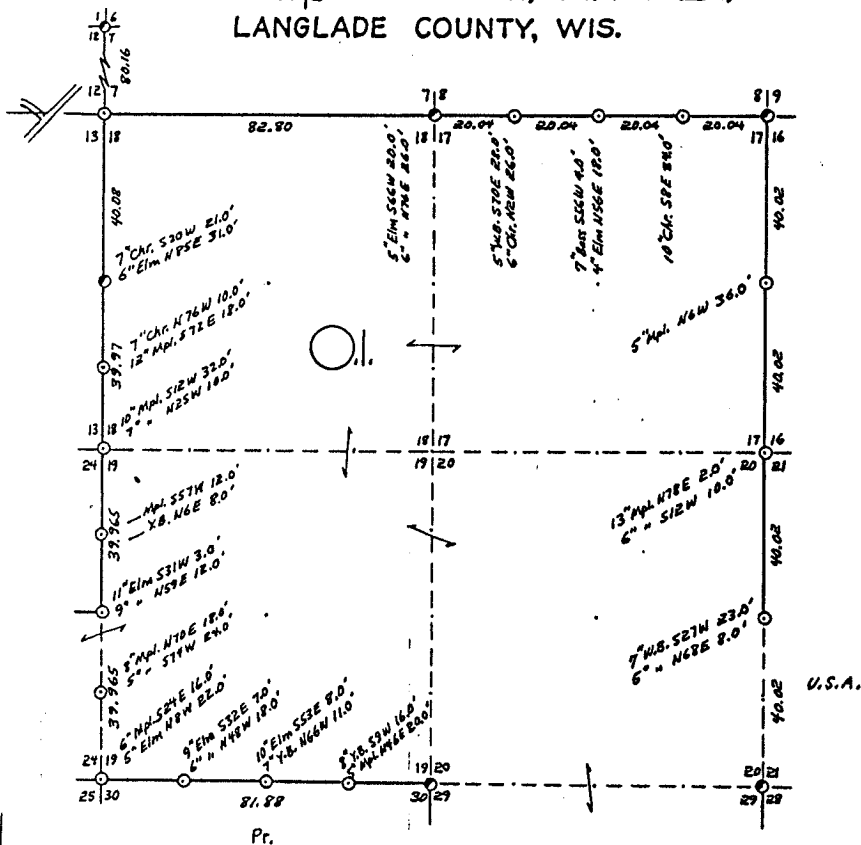 LANGLADE COUNTY, WIS.
1|6
12|7
80.16
12|7
13|18
82.80
7|8
18|17
20.04
20.04
20.04
20.04
8|9
17|16
40.08
5" Elm S66W 20.0'
6" " N76E 26.0'
5" W.B. S70E 28.0'
6" Chr. N2W 26.0'
7" Bass S56W 4.0'
4" Elm N56E 18.0'
10" Chr. S8E 34.0'
40.02
7" Chr. S20W 21.0'
6" Elm N85E 31.0'
7" Chr. N76W 10.0'
12" Mpl. S72E 18.0'
39.97
5" Mpl. N6W 36.0'
40.02
10" Mpl. S12W 32.0'
7" " N25W 10.0'
13|18
24|19
18|17
19|20
17|16
20|21
Mpl. S57W 12.0'
Y.B. N6E 8.0'
39.965
13" Mpl. N78E 2.0'
6" " S12W 10.0'
40.02
11" Elm S31W 3.0'
9" " N59E 12.0'
8" Mpl. N70E 18.0'
5" " S79W 24.0'
39.965
7" W.B. S27W 23.0'
6" " N68E 8.0'
40.02
U.S.A.
6" Mpl. S24E 16.0'
5" Elm N8W 22.0'
9" Elm S32E 7.0'
6" " N48W 18.0'
10" Elm S53E 8.0'
7" Y.B. N66W 11.0'
8" Y.B. S9W 16.0'
5" Mpl. N46E 20.0'
24|19
25|30
81.88
19|20
30|29
20|21
29|28
Pr.